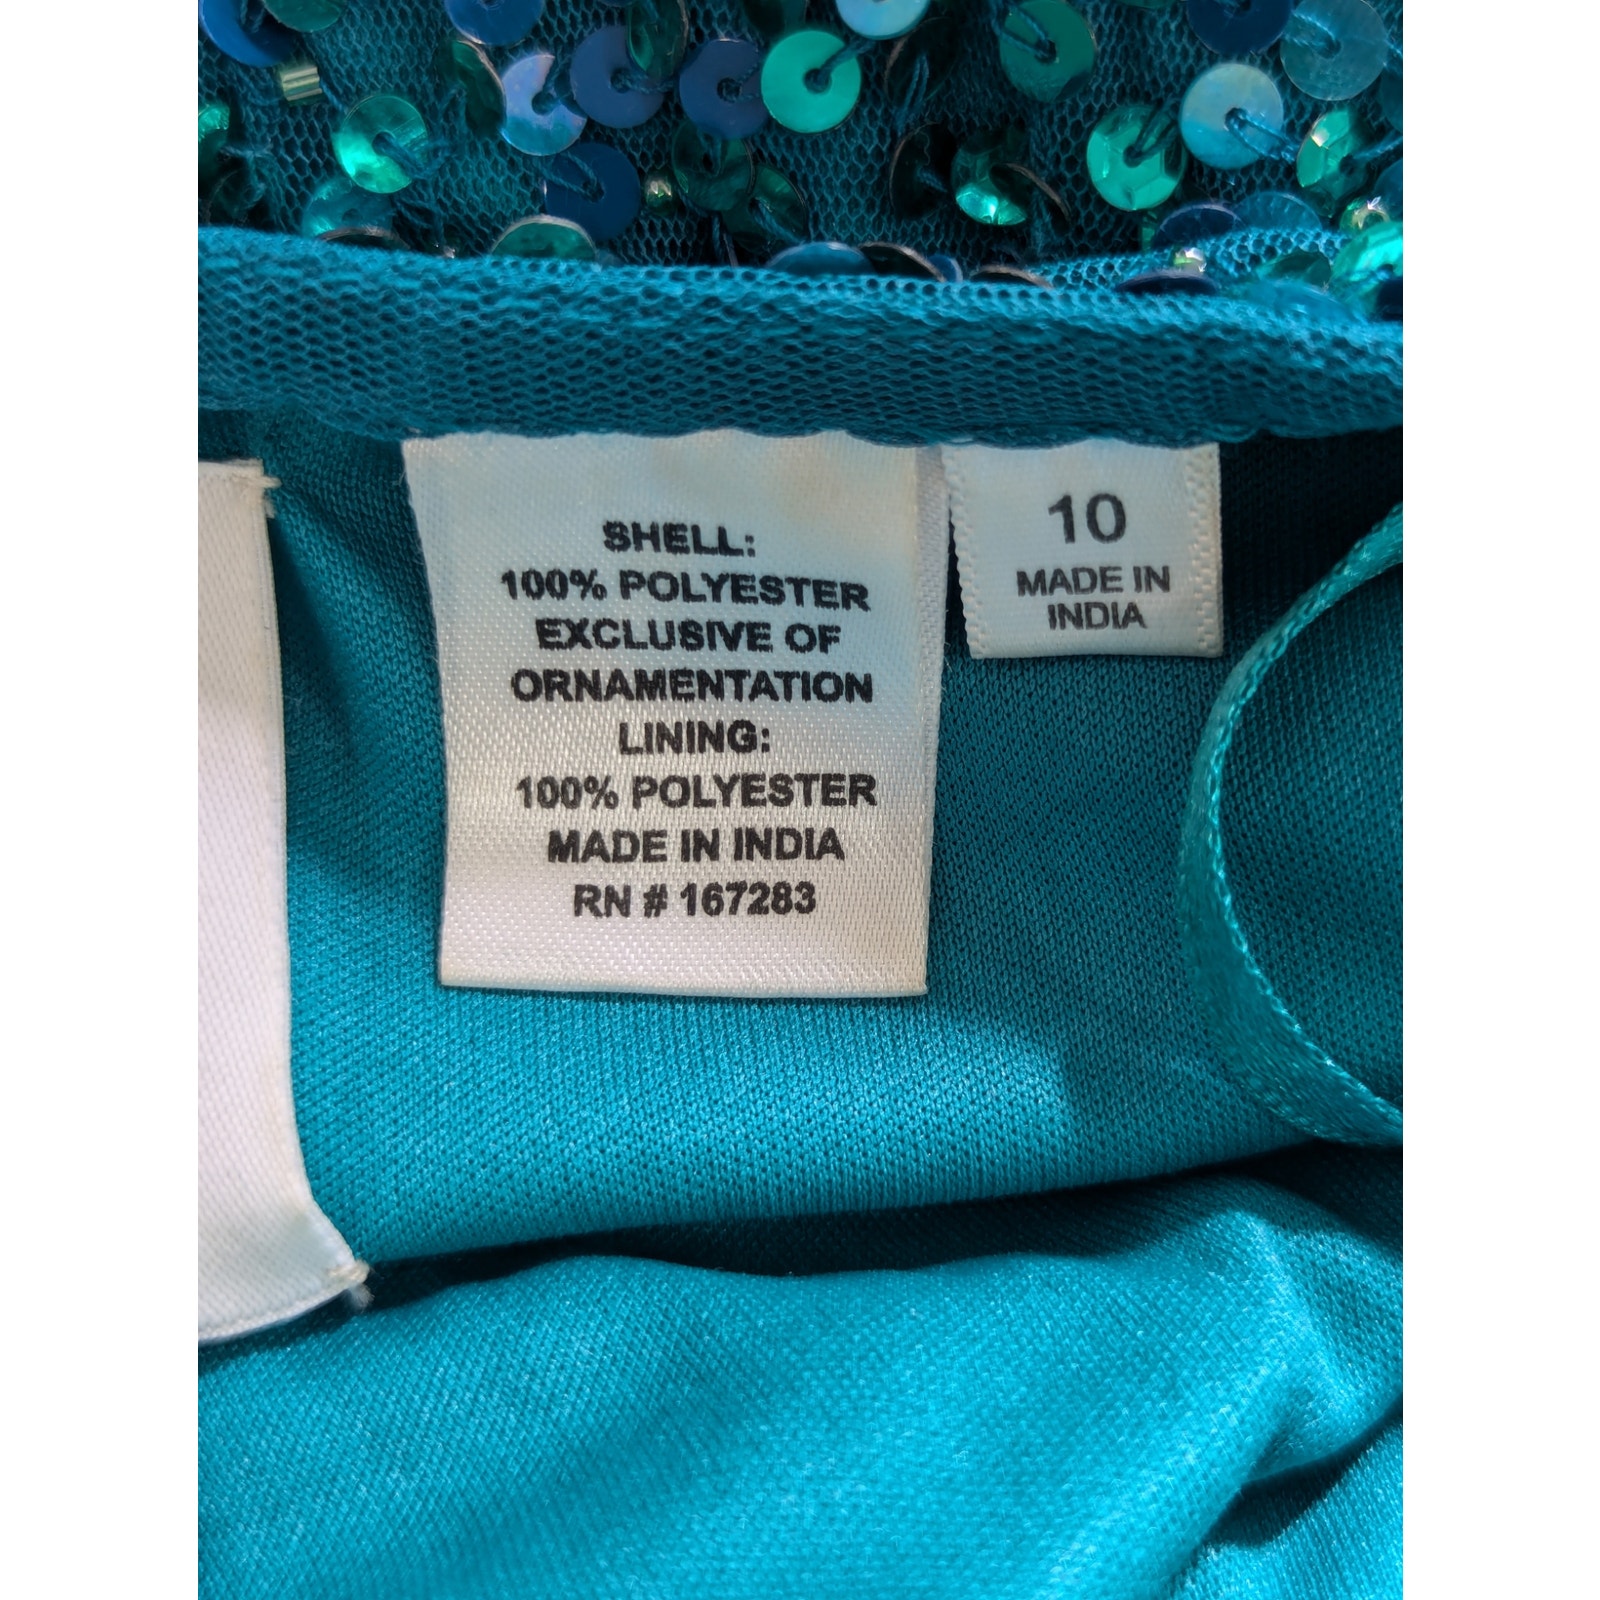 SHELL:
100% POLYESTER
EXCLUSIVE OF
ORNAMENTATION
LINING:
100% POLYESTER
MADE IN INDIA
RN # 167283
10
MADE IN
INDIA